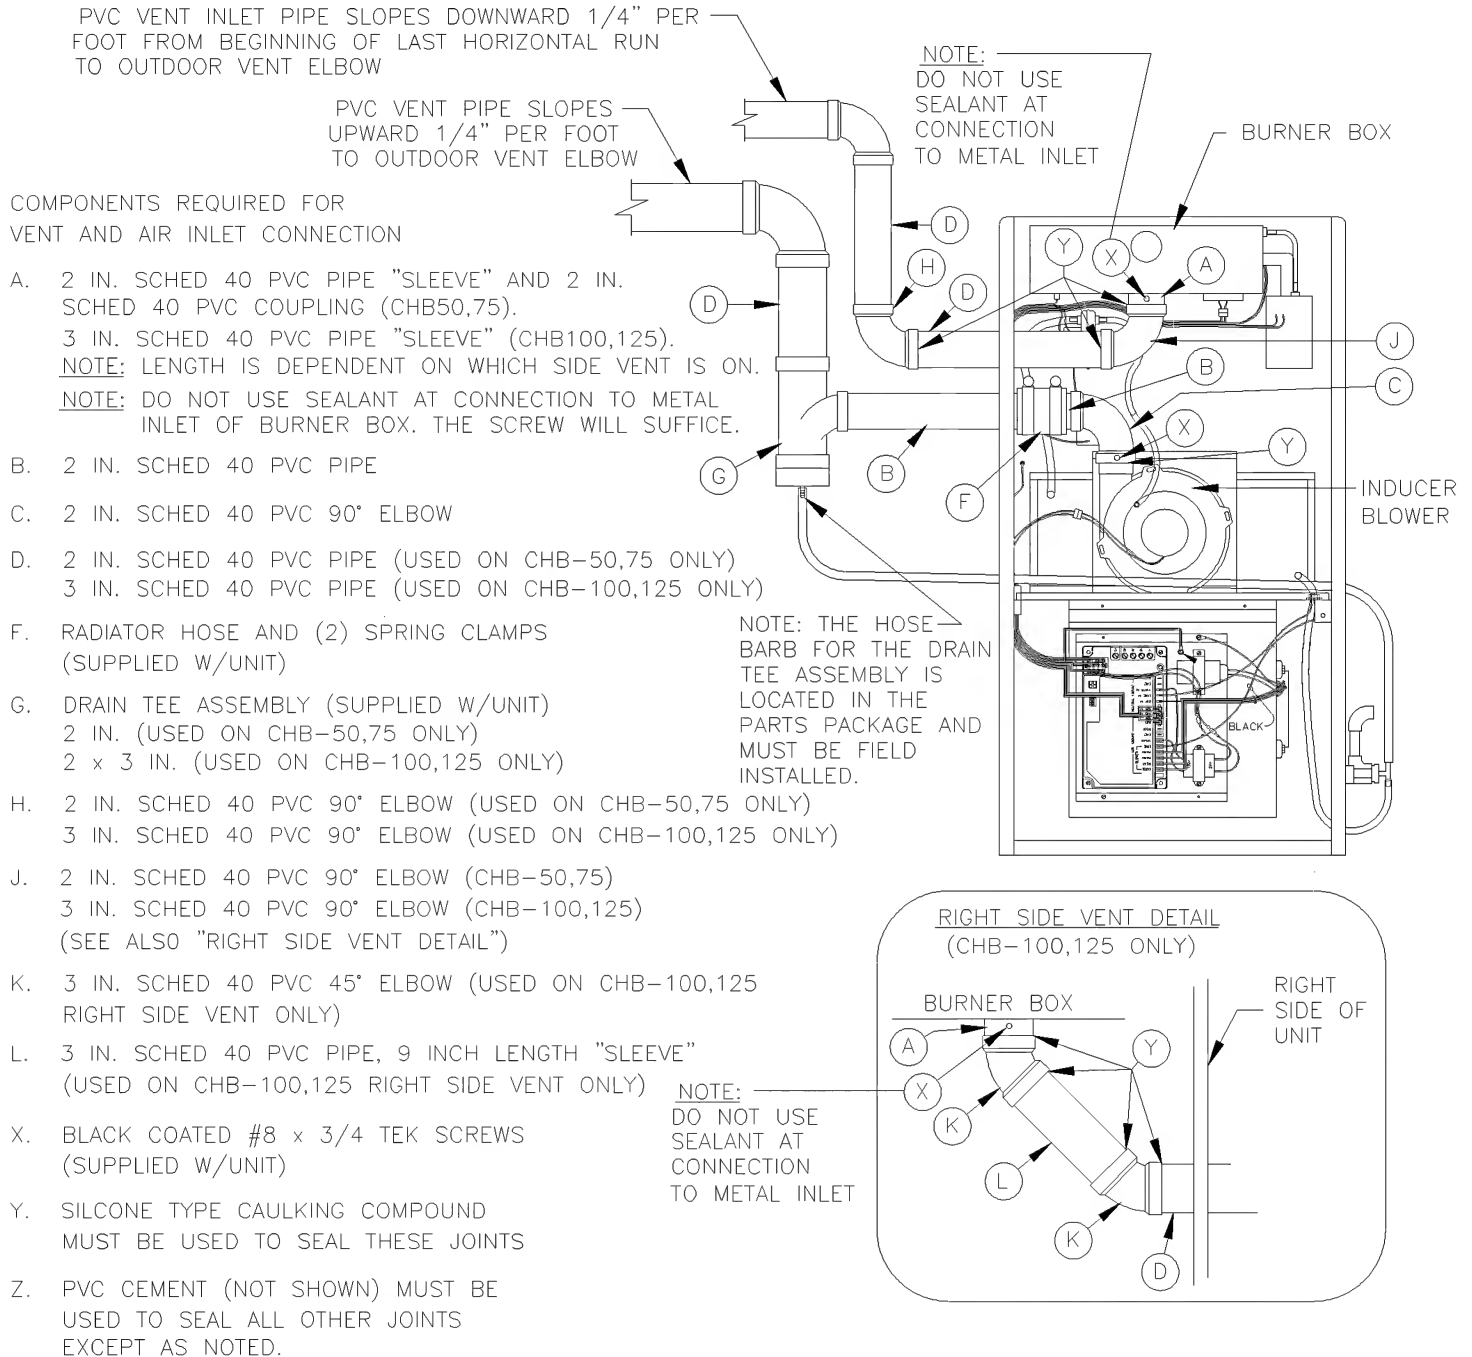 PVC VENT INLET PIPE SLOPES DOWNWARD 1/4" PER
FOOT FROM BEGINNING OF LAST HORIZONTAL RUN
TO OUTDOOR VENT ELBOW
PVC VENT PIPE SLOPES
UPWARD 1/4" PER FOOT
TO OUTDOOR VENT ELBOW
NOTE:
DO NOT USE
SEALANT AT
CONNECTION
TO METAL INLET
BURNER BOX
COMPONENTS REQUIRED FOR
VENT AND AIR INLET CONNECTION
A. 2 IN. SCHED 40 PVC PIPE "SLEEVE" AND 2 IN.
SCHED 40 PVC COUPLING (CHB50,75).
3 IN. SCHED 40 PVC PIPE "SLEEVE" (CHB100,125).
NOTE: LENGTH IS DEPENDENT ON WHICH SIDE VENT IS ON.
NOTE: DO NOT USE SEALANT AT CONNECTION TO METAL
INLET OF BURNER BOX. THE SCREW WILL SUFFICE.
B. 2 IN. SCHED 40 PVC PIPE
C. 2 IN. SCHED 40 PVC 90° ELBOW
D. 2 IN. SCHED 40 PVC PIPE (USED ON CHB-50,75 ONLY)
3 IN. SCHED 40 PVC PIPE (USED ON CHB-100,125 ONLY)
F. RADIATOR HOSE AND (2) SPRING CLAMPS
(SUPPLIED W/UNIT)
G. DRAIN TEE ASSEMBLY (SUPPLIED W/UNIT)
2 IN. (USED ON CHB-50,75 ONLY)
2 x 3 IN. (USED ON CHB-100,125 ONLY)
H. 2 IN. SCHED 40 PVC 90° ELBOW (USED ON CHB-50,75 ONLY)
3 IN. SCHED 40 PVC 90° ELBOW (USED ON CHB-100,125 ONLY)
J. 2 IN. SCHED 40 PVC 90° ELBOW (CHB-50,75)
3 IN. SCHED 40 PVC 90° ELBOW (CHB-100,125)
(SEE ALSO "RIGHT SIDE VENT DETAIL")
K. 3 IN. SCHED 40 PVC 45° ELBOW (USED ON CHB-100,125
RIGHT SIDE VENT ONLY)
L. 3 IN. SCHED 40 PVC PIPE, 9 INCH LENGTH "SLEEVE"
(USED ON CHB-100,125 RIGHT SIDE VENT ONLY)
X. BLACK COATED #8 x 3/4 TEK SCREWS
(SUPPLIED W/UNIT)
Y. SILCONE TYPE CAULKING COMPOUND
MUST BE USED TO SEAL THESE JOINTS
Z. PVC CEMENT (NOT SHOWN) MUST BE
USED TO SEAL ALL OTHER JOINTS
EXCEPT AS NOTED.
D
Y
X
A
H
D
D
J
B
C
X
Y
G
B
F
INDUCER
BLOWER
NOTE: THE HOSE
BARB FOR THE DRAIN
TEE ASSEMBLY IS
LOCATED IN THE
PARTS PACKAGE AND
MUST BE FIELD
INSTALLED.
BLACK
RIGHT SIDE VENT DETAIL
(CHB-100,125 ONLY)
BURNER BOX
RIGHT
SIDE OF
UNIT
A
Y
X
K
L
K
D
NOTE:
DO NOT USE
SEALANT AT
CONNECTION
TO METAL INLET